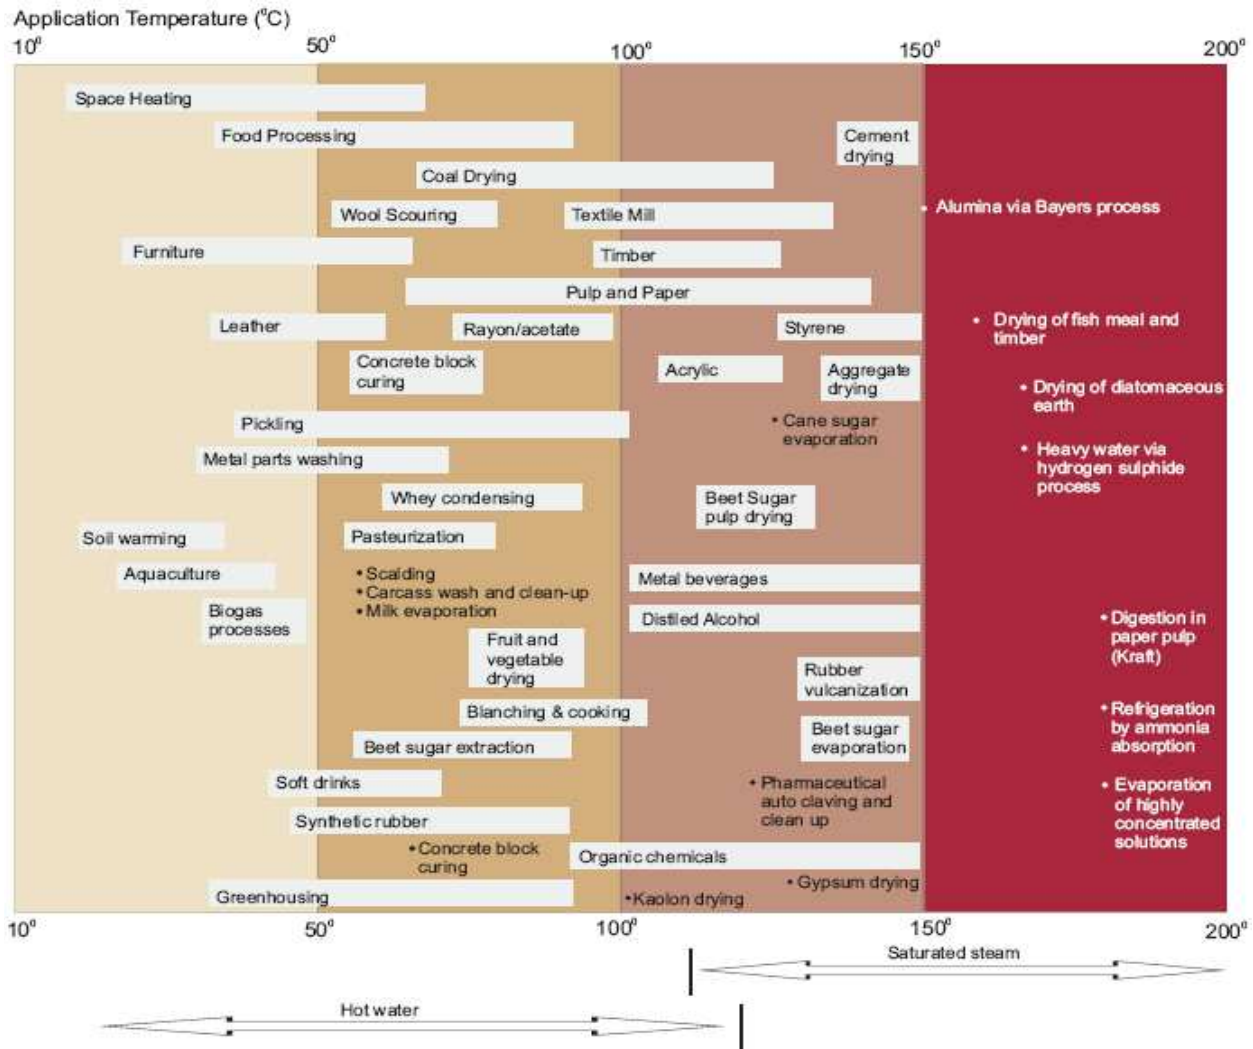 Application Temperature (°C)
10° 50° 100° 150° 200°
Space Heating
Food Processing
Cement
drying
Coal Drying
Wool Scouring
Textile Mill
• Alumina via Bayers process
Furniture
Timber
Pulp and Paper
Leather
Rayon/acetate
Styrene
• Drying of fish meal and
timber
Concrete block
curing
Acrylic
Aggregate
drying
• Drying of diatomaceous
earth
Pickling
• Cane sugar
evaporation
Metal parts washing
• Heavy water via
hydrogen sulphide
process
Whey condensing
Beet Sugar
pulp drying
Soil warming
Pasteurization
Aquaculture
• Scalding
• Carcass wash and clean-up
• Milk evaporation
Metal beverages
Biogas
processes
Distiled Alcohol
• Digestion in
paper pulp
(Kraft)
Fruit and
vegetable
drying
Rubber
vulcanization
Blanching & cooking
• Refrigeration
by ammonia
absorption
Beet sugar extraction
Beet sugar
evaporation
Soft drinks
• Pharmaceutical
auto claving and
clean up
• Evaporation
of highly
concentrated
solutions
Synthetic rubber
• Concrete block
curing
Organic chemicals
• Gypsum drying
Greenhousing
• Kaolon drying
10° 50° 100° 150° 200°
Saturated steam
Hot water